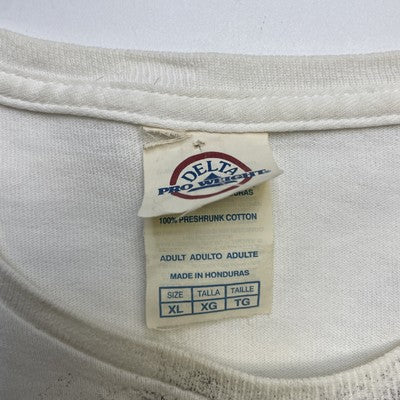 DELTA
PRO WEIGHT
100% PRESHRUNK COTTON
ADULT ADULTO ADULTE
MADE IN HONDURAS
SIZE TALLA TAILLE
XL XG TG